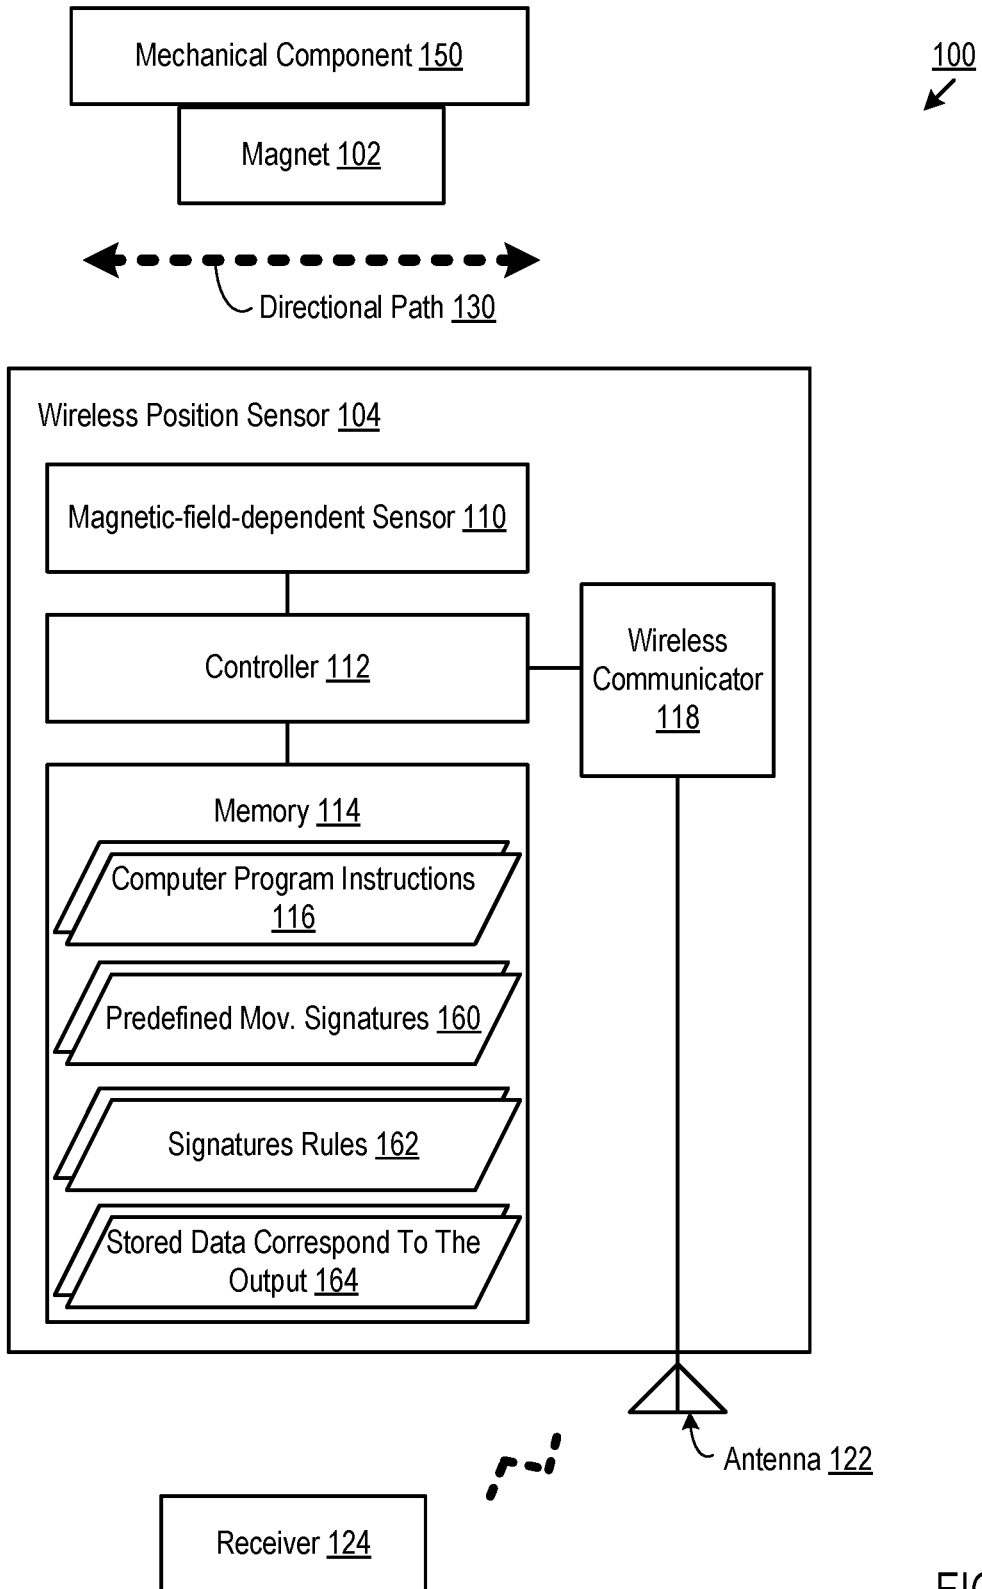 Mechanical Component 150
100
Magnet 102
Directional Path 130
Wireless Position Sensor 104
Magnetic-field-dependent Sensor 110
Controller 112
Wireless
Communicator
118
Memory 114
Computer Program Instructions
116
Predefined Mov. Signatures 160
Signatures Rules 162
Stored Data Correspond To The
Output 164
Antenna 122
Receiver 124